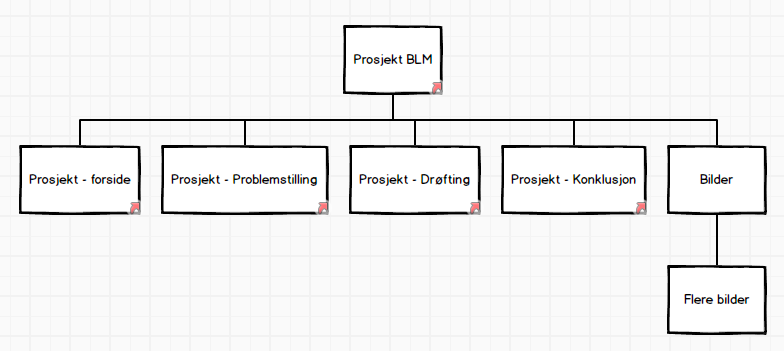 Prosjekt BLM
Prosjekt - forside
Prosjekt - Problemstilling
Prosjekt - Drøfting
Prosjekt - Konklusjon
Bilder
Flere bilder